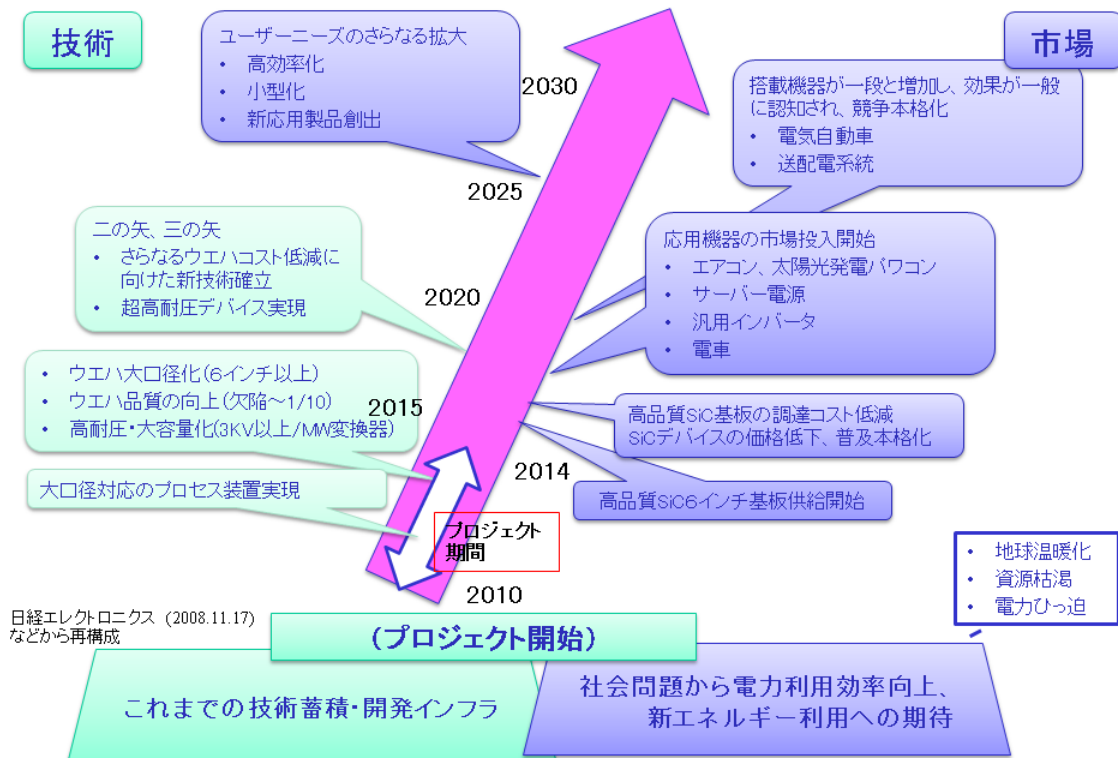 技術
市場
ユーザーニーズのさらなる拡大
• 高効率化
• 小型化
• 新応用製品創出
2030
搭載機器が一段と増加し、効果が一般
に認知され、競争本格化
• 電気自動車
• 送配電系統
2025
二の矢、三の矢
• さらなるウエハコスト低減に
向けた新技術確立
• 超高耐圧デバイス実現
2020
応用機器の市場投入開始
• エアコン、太陽光発電パワコン
• サーバー電源
• 汎用インバータ
• 電車
• ウエハ大口径化(6インチ以上)
• ウエハ品質の向上(欠陥～1/10)
• 高耐圧・大容量化(3KV以上/MW変換器)
2015
高品質SiC基板の調達コスト低減
SiCデバイスの価格低下、普及本格化
2014
大口径対応のプロセス装置実現
高品質SiC6インチ基板供給開始
プロジェクト
期間
2010
• 地球温暖化
• 資源枯渇
• 電力ひっ迫
日経エレクトロニクス (2008.11.17)
などから再構成
(プロジェクト開始)
これまでの技術蓄積・開発インフラ
社会問題から電力利用効率向上、
新エネルギー利用への期待